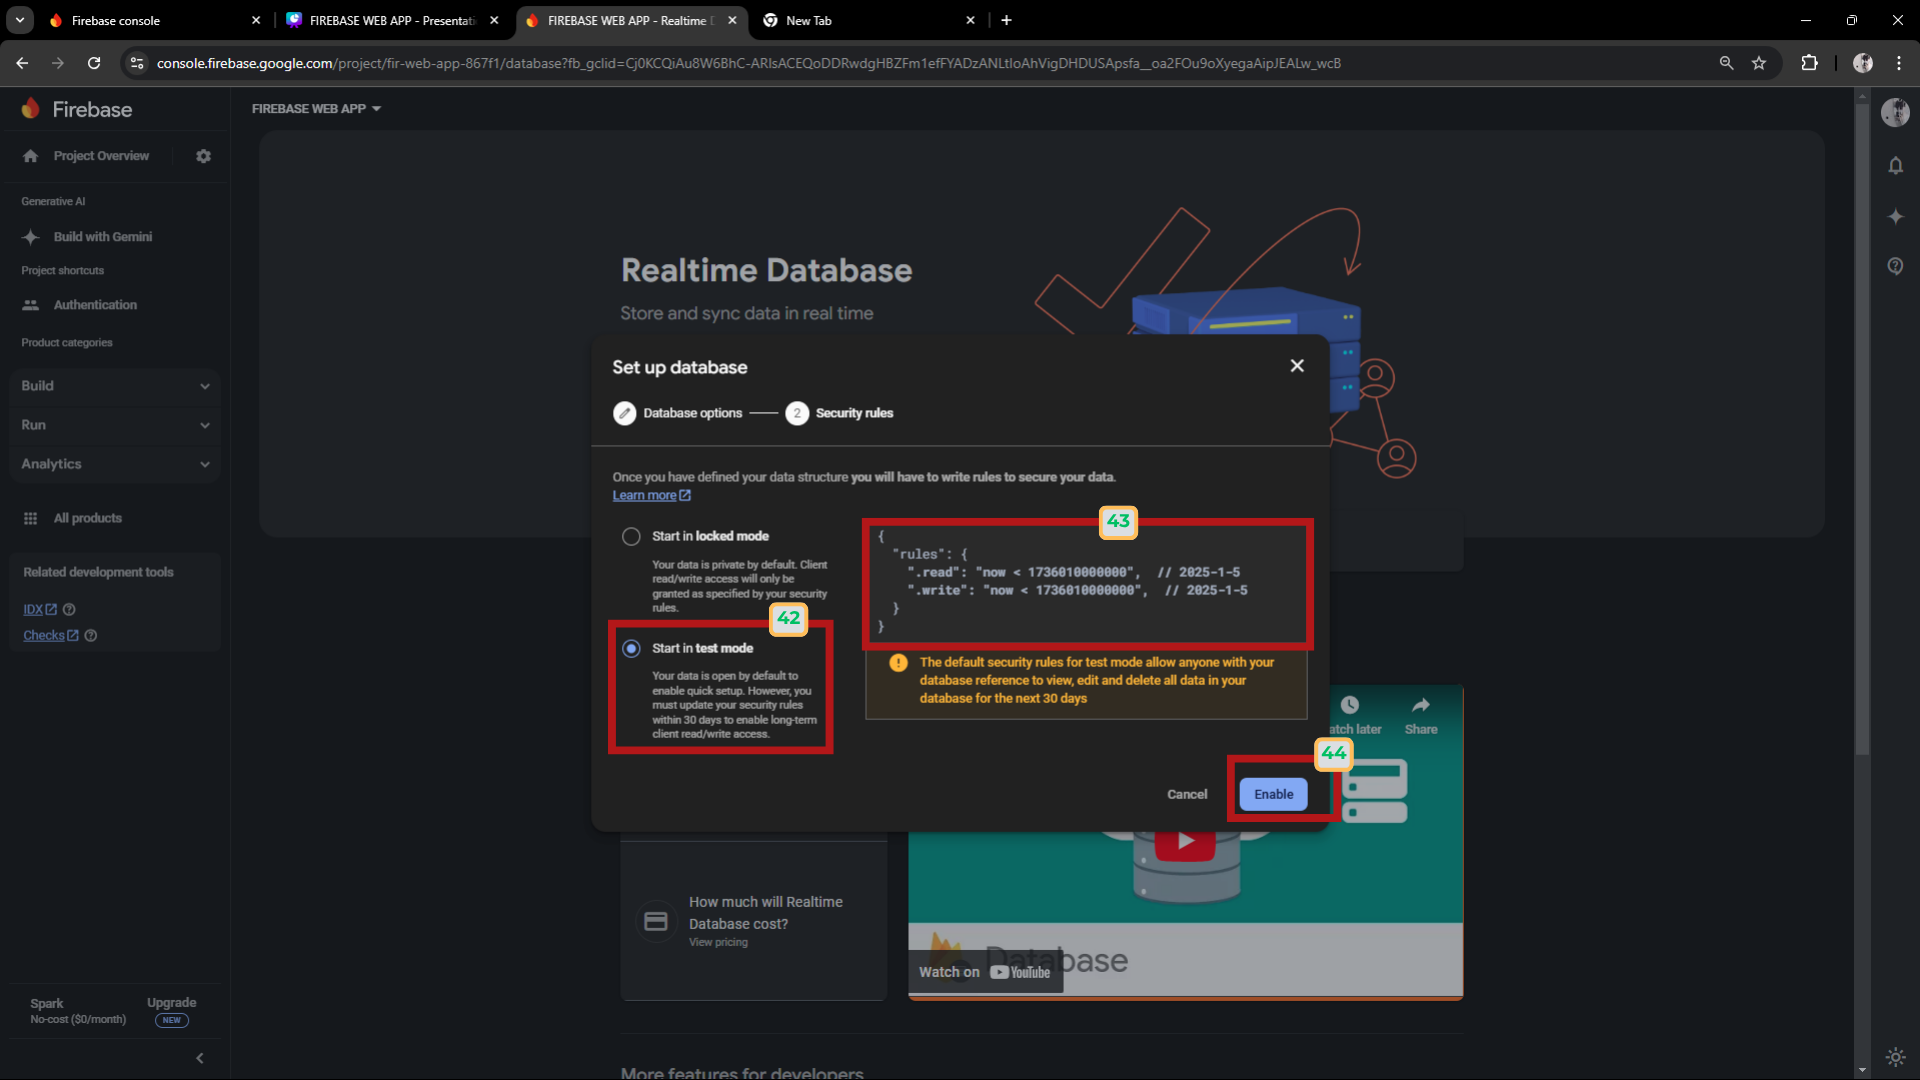 Firebase console
FIREBASE WEB APP - Presentati
FIREBASE WEB APP - Realtime D
New Tab
console.firebase.google.com/project/fir-web-app-867f1/database?fb_gclid=Cj0KCQiAu8W6BhC-ARIsACEQoDDRwdgHBZFm1efFYADzANLtIoAhVigDHDUSApsfa__oa2FOu9oXyegaAipJEALw_wcB
Firebase
FIREBASE WEB APP
Project Overview
Generative AI
Build with Gemini
Project shortcuts
Authentication
Product categories
Build
Run
Analytics
All products
Related development tools
IDX
Checks
Spark
No-cost ($0/month)
Upgrade
NEW
Realtime Database
Store and sync data in real time
Set up database
Database options
2
Security rules
Once you have defined your data structure you will have to write rules to secure your data.
Learn more
Start in locked mode
Your data is private by default. Client
read/write access will only be
granted as specified by your security
rules.
42
Start in test mode
Your data is open by default to
enable quick setup. However, you
must update your security rules
within 30 days to enable long-term
client read/write access.
43
{
"rules": {
".read": "now < 1736010000000", // 2025-1-5
".write": "now < 1736010000000", // 2025-1-5
}
}
The default security rules for test mode allow anyone with your
database reference to view, edit and delete all data in your
database for the next 30 days
44
Cancel
Enable
atch later
Share
How much will Realtime
Database cost?
View pricing
Database
Watch on YouTube
More features for developers